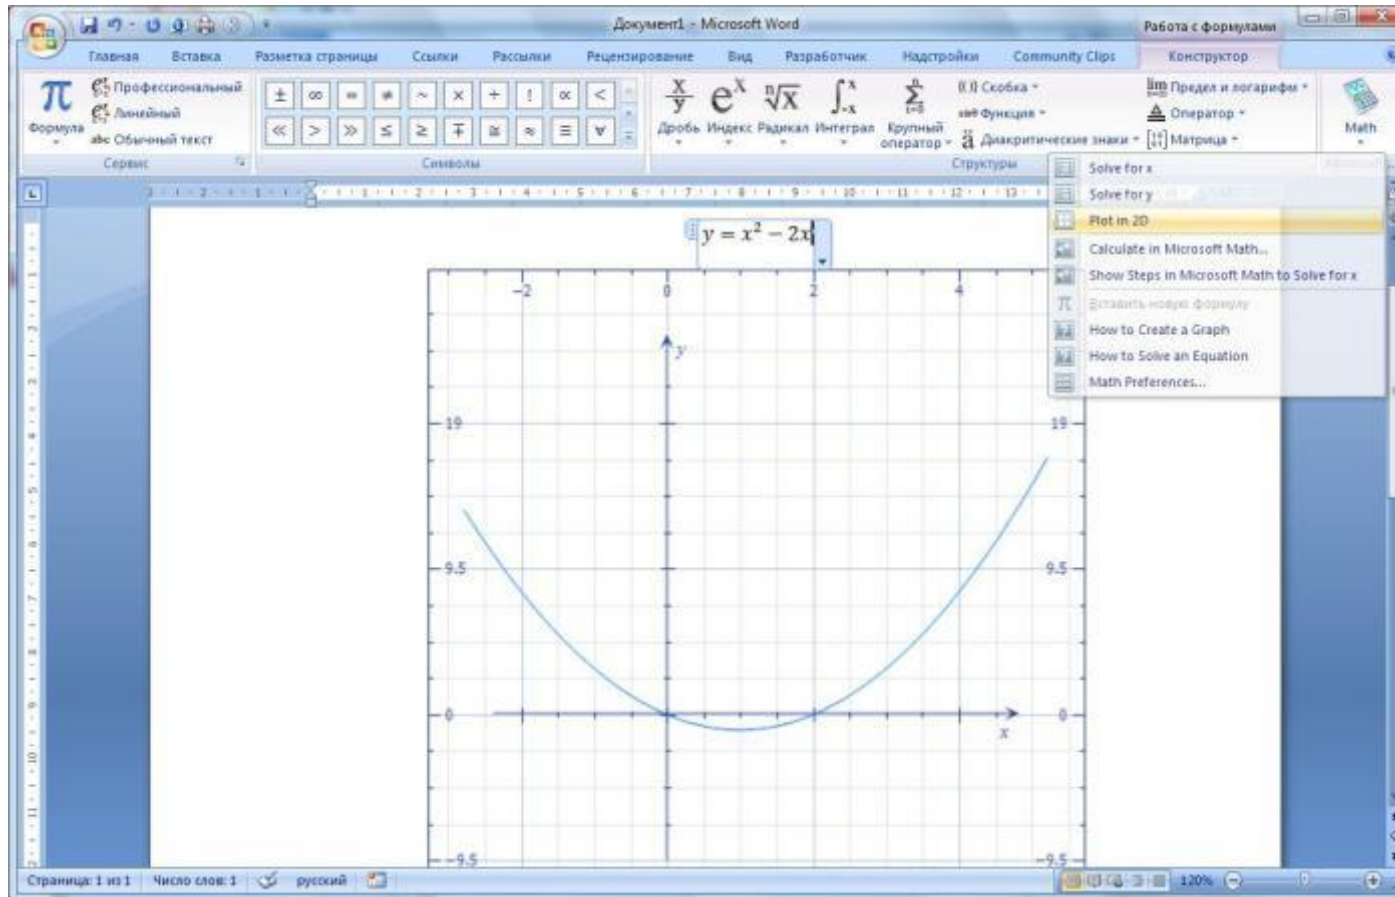 Документ1 - Microsoft Word
Работа с формулами
Главная Вставка Разметка страницы Ссылки Рассылки Рецензирование Вид Разработчик Надстройки Community Clips Конструктор
π Формула
Профессиональный
Линейный
abc Обычный текст
Сервис
± ∞ = ≠ ~ × ÷ ! ∝ <
≪ > ≫ ≤ ≥ ∓ ≅ ≈ ≡ ∀
Символы
Дробь Индекс Радикал Интеграл Крупный оператор
{()} Скобка
Функция
ä Диакритические знаки
lim Предел и логарифм
Оператор
Матрица
Структуры
Math
Solve for x
Solve for y
Plot in 2D
Calculate in Microsoft Math...
Show Steps in Microsoft Math to Solve for x
Вставить новую формулу
How to Create a Graph
How to Solve an Equation
Math Preferences...
y = x² − 2x
−2 0 2 4
y
19 19
9.5 9.5
0 0
x
−9.5 −9.5
Страница: 1 из 1 Число слов: 1 русский 120%